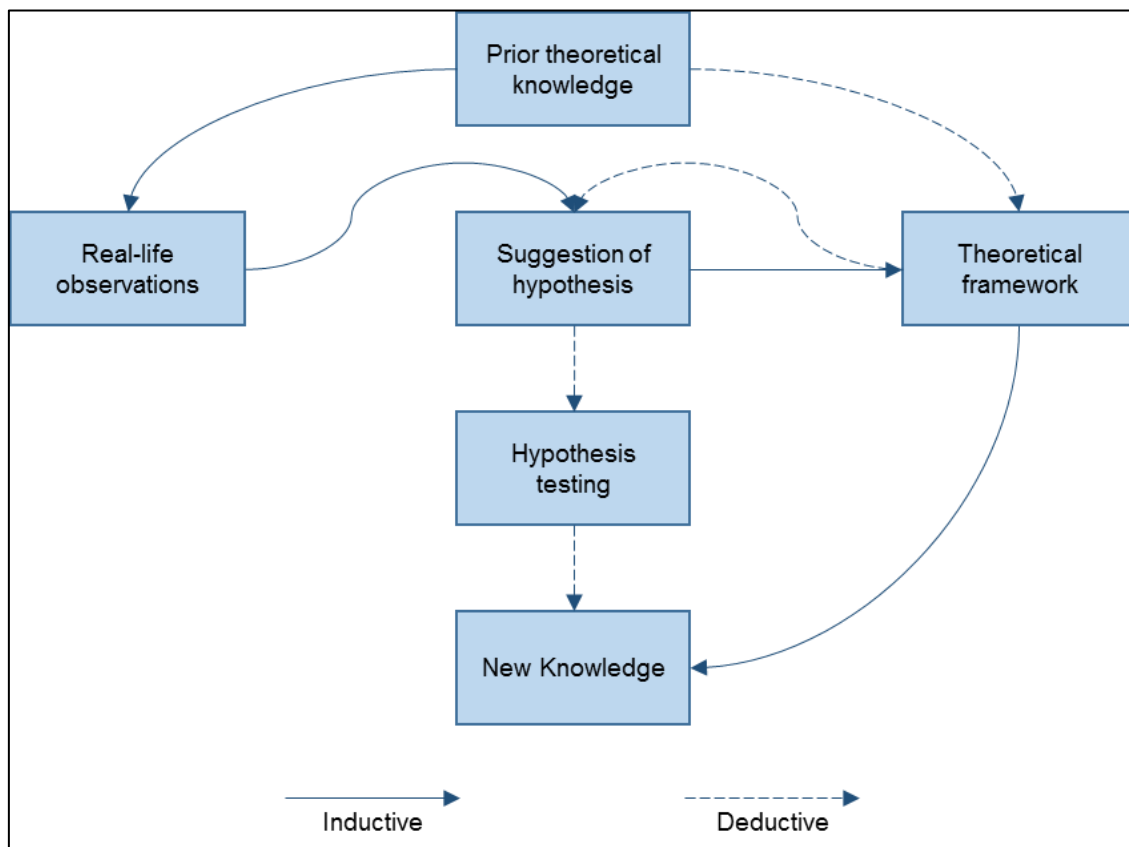 Prior theoretical
knowledge
Real-life
observations
Suggestion of
hypothesis
Theoretical
framework
Hypothesis
testing
New Knowledge
Inductive
Deductive